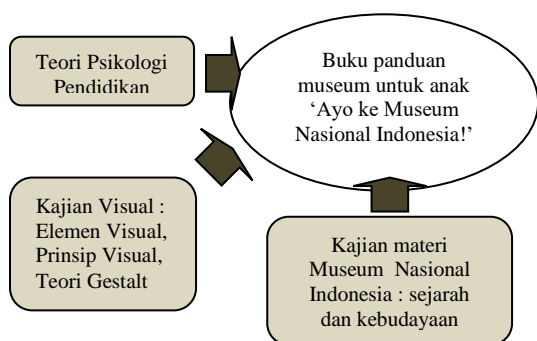 Teori Psikologi
Pendidikan
Buku panduan
museum untuk anak
‘Ayo ke Museum
Nasional Indonesia!’
Kajian Visual :
Elemen Visual,
Prinsip Visual,
Teori Gestalt
Kajian materi
Museum Nasional
Indonesia : sejarah
dan kebudayaan